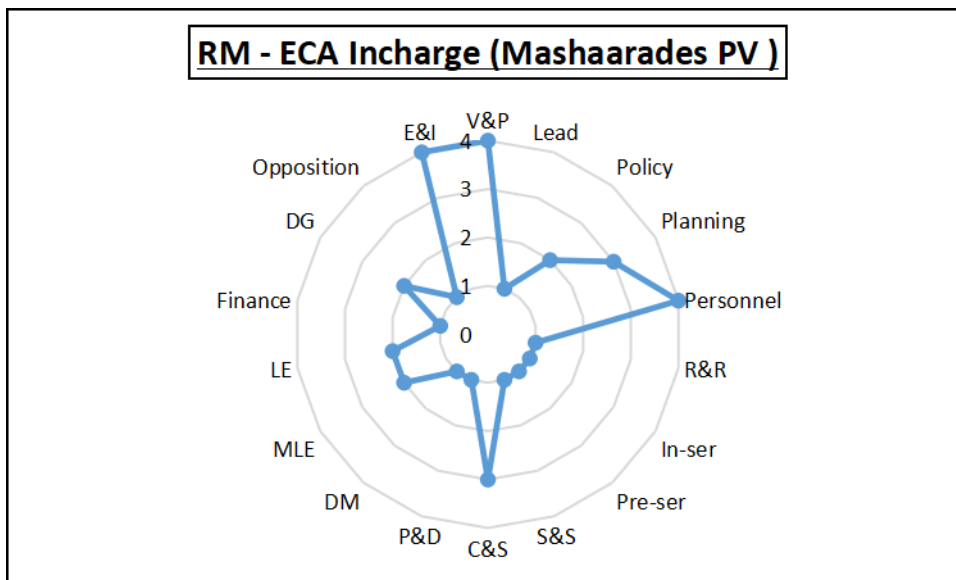 RM - ECA Incharge (Mashaarades PV )
V&P
Lead
Policy
Planning
Personnel
R&R
In-ser
Pre-ser
S&S
C&S
P&D
DM
MLE
LE
Finance
DG
Opposition
E&I
4
3
2
1
0